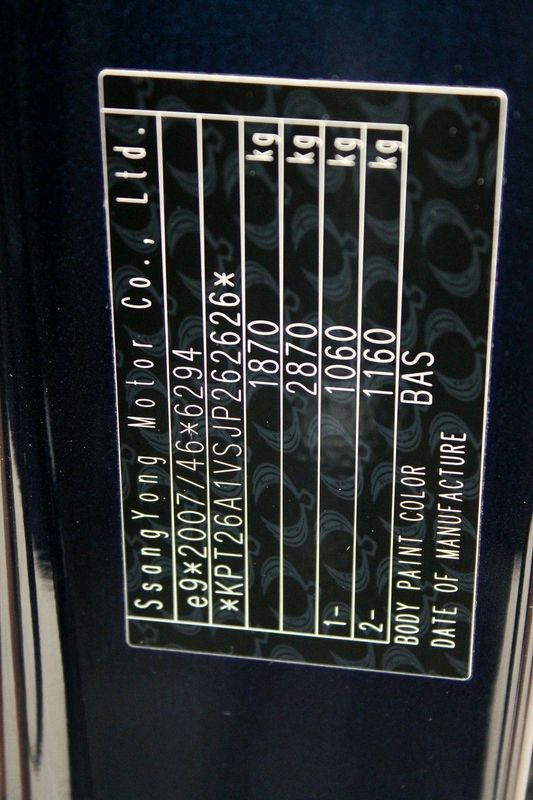 SsangYong Motor Co., Ltd.
e9*2007/46*6294
*KPT26A1VSJP262626*
1870 kg
2870 kg
1- 1060 kg
2- 1160 kg
BODY PAINT COLOR BAS
DATE OF MANUFACTURE